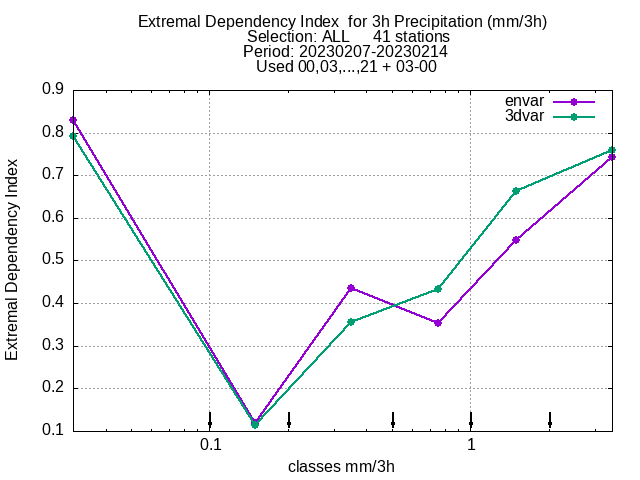 Extremal Dependency Index  for 3h Precipitation (mm/3h)
Selection: ALL     41 stations
Period: 20230207-20230214
Used 00,03,...,21 + 03-00
envar
3dvar
0.9
0.8
0.7
0.6
0.5
0.4
0.3
0.2
0.1
Extremal Dependency Index
0.1
1
classes mm/3h